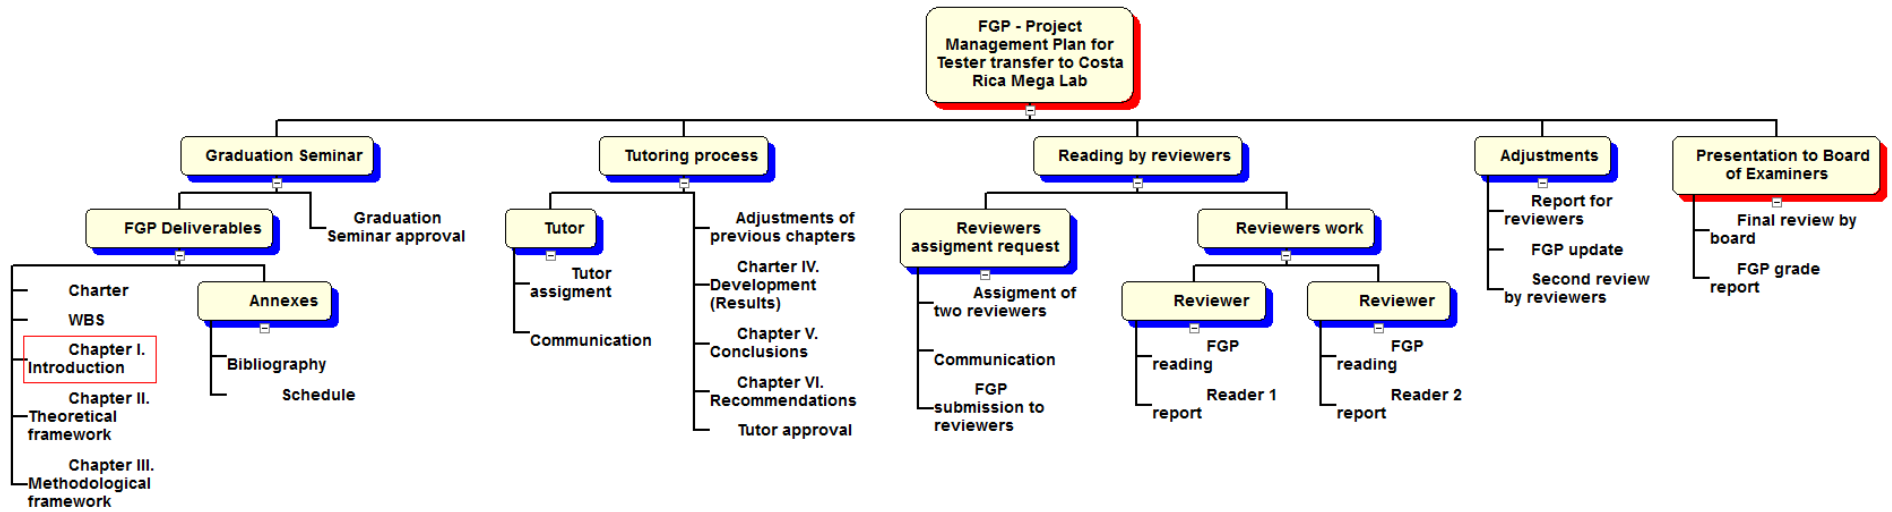 FGP - Project
Management Plan for
Tester transfer to Costa
Rica Mega Lab
Graduation Seminar
FGP Deliverables
Charter
WBS
Chapter I.
Introduction
Chapter II.
Theoretical
framework
Chapter III.
Methodological
framework
Annexes
Bibliography
Schedule
Graduation
Seminar approval
Tutoring process
Tutor
Tutor
assigment
Communication
Adjustments of
previous chapters
Charter IV.
Development
(Results)
Chapter V.
Conclusions
Chapter VI.
Recommendations
Tutor approval
Reading by reviewers
Reviewers
assigment request
Assigment of
two reviewers
Communication
FGP
submission to
reviewers
Reviewers work
Reviewer
FGP
reading
Reader 1
report
Reviewer
FGP
reading
Reader 2
report
Adjustments
Report for
reviewers
FGP update
Second review
by reviewers
Presentation to Board
of Examiners
Final review by
board
FGP grade
report